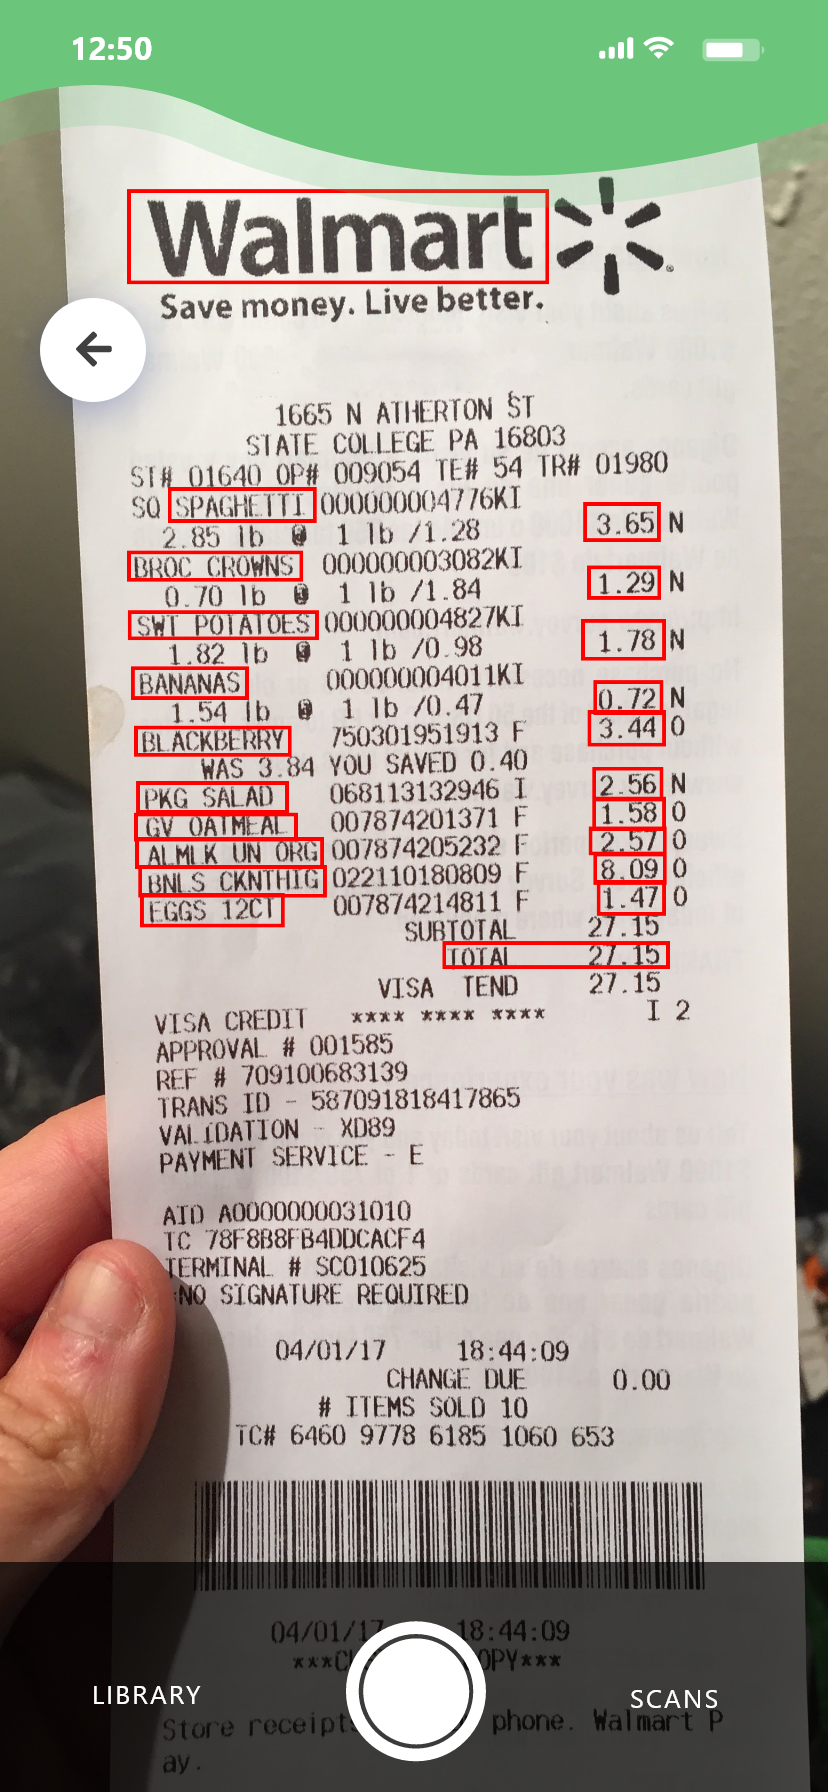 12:50
Walmart
Save money. Live better.
1665 N ATHERTON ST
STATE COLLEGE PA 16803
ST# 01640 OP# 009054 TE# 54 TR# 01980
SQ SPAGHETTI 000000004776KI
2.85 lb @ 1 lb /1.28 3.65 N
BROC CROWNS 000000003082KI
0.70 lb @ 1 lb /1.84 1.29 N
SWT POTATOES 000000004827KI
1.82 lb @ 1 lb /0.98 1.78 N
BANANAS 000000004011KI
1.54 lb @ 1 lb /0.47 0.72 N
BLACKBERRY 750301951913 F 3.44 O
WAS 3.84 YOU SAVED 0.40
PKG SALAD 068113132946 I 2.56 N
GV OATMEAL 007874201371 F 1.58 O
ALMLK UN ORG 007874205232 F 2.57 O
BNLS CKNTHIG 022110180809 F 8.09 O
EGGS 12CT 007874214811 F 1.47 O
SUBTOTAL 27.15
TOTAL 27.15
VISA TEND 27.15
VISA CREDIT **** **** **** I 2
APPROVAL # 001585
REF # 709100683139
TRANS ID - 587091818417865
VALIDATION - XD89
PAYMENT SERVICE - E
AID A0000000031010
TC 78F8B8FB4DDCACF4
TERMINAL # SC010625
*NO SIGNATURE REQUIRED
04/01/17 18:44:09
CHANGE DUE 0.00
# ITEMS SOLD 10
TC# 6460 9778 6185 1060 653
04/01/17 18:44:09
LIBRARY
SCANS
Store receipts phone. Walmart P
ay.